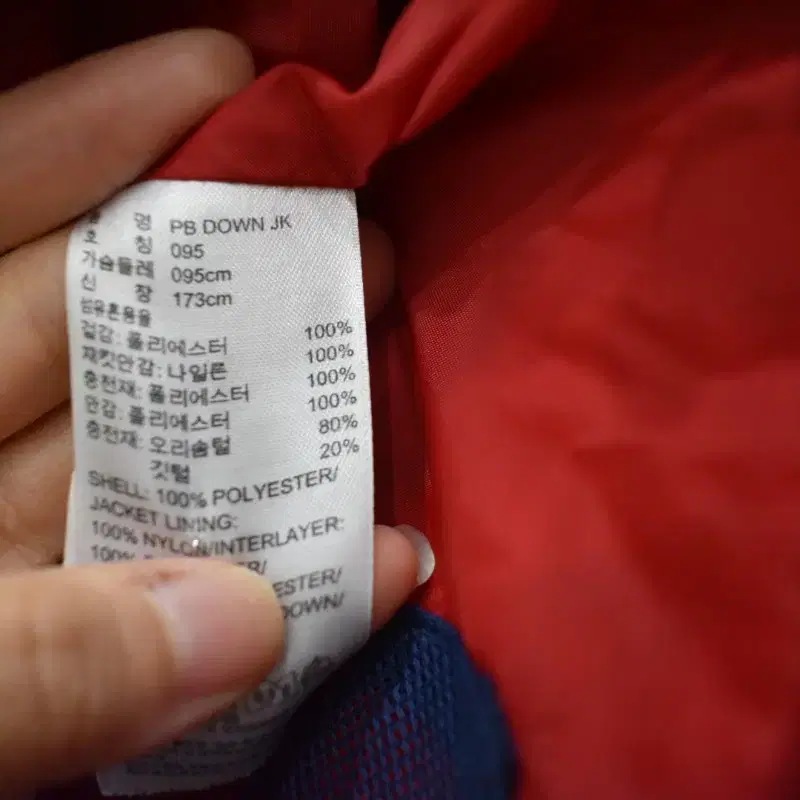 품 명 PB DOWN JK
호 칭 095
가슴둘레 095cm
신 장 173cm
섬유혼용율
겉감: 폴리에스터 100%
재킷안감: 나일론 100%
충전재: 폴리에스터 100%
안감: 폴리에스터 100%
충전재: 오리솜털 80%
깃털 20%
SHELL: 100% POLYESTER/
JACKET LINING:
100% NYLON/INTERLAYER:
100%
DOWN/